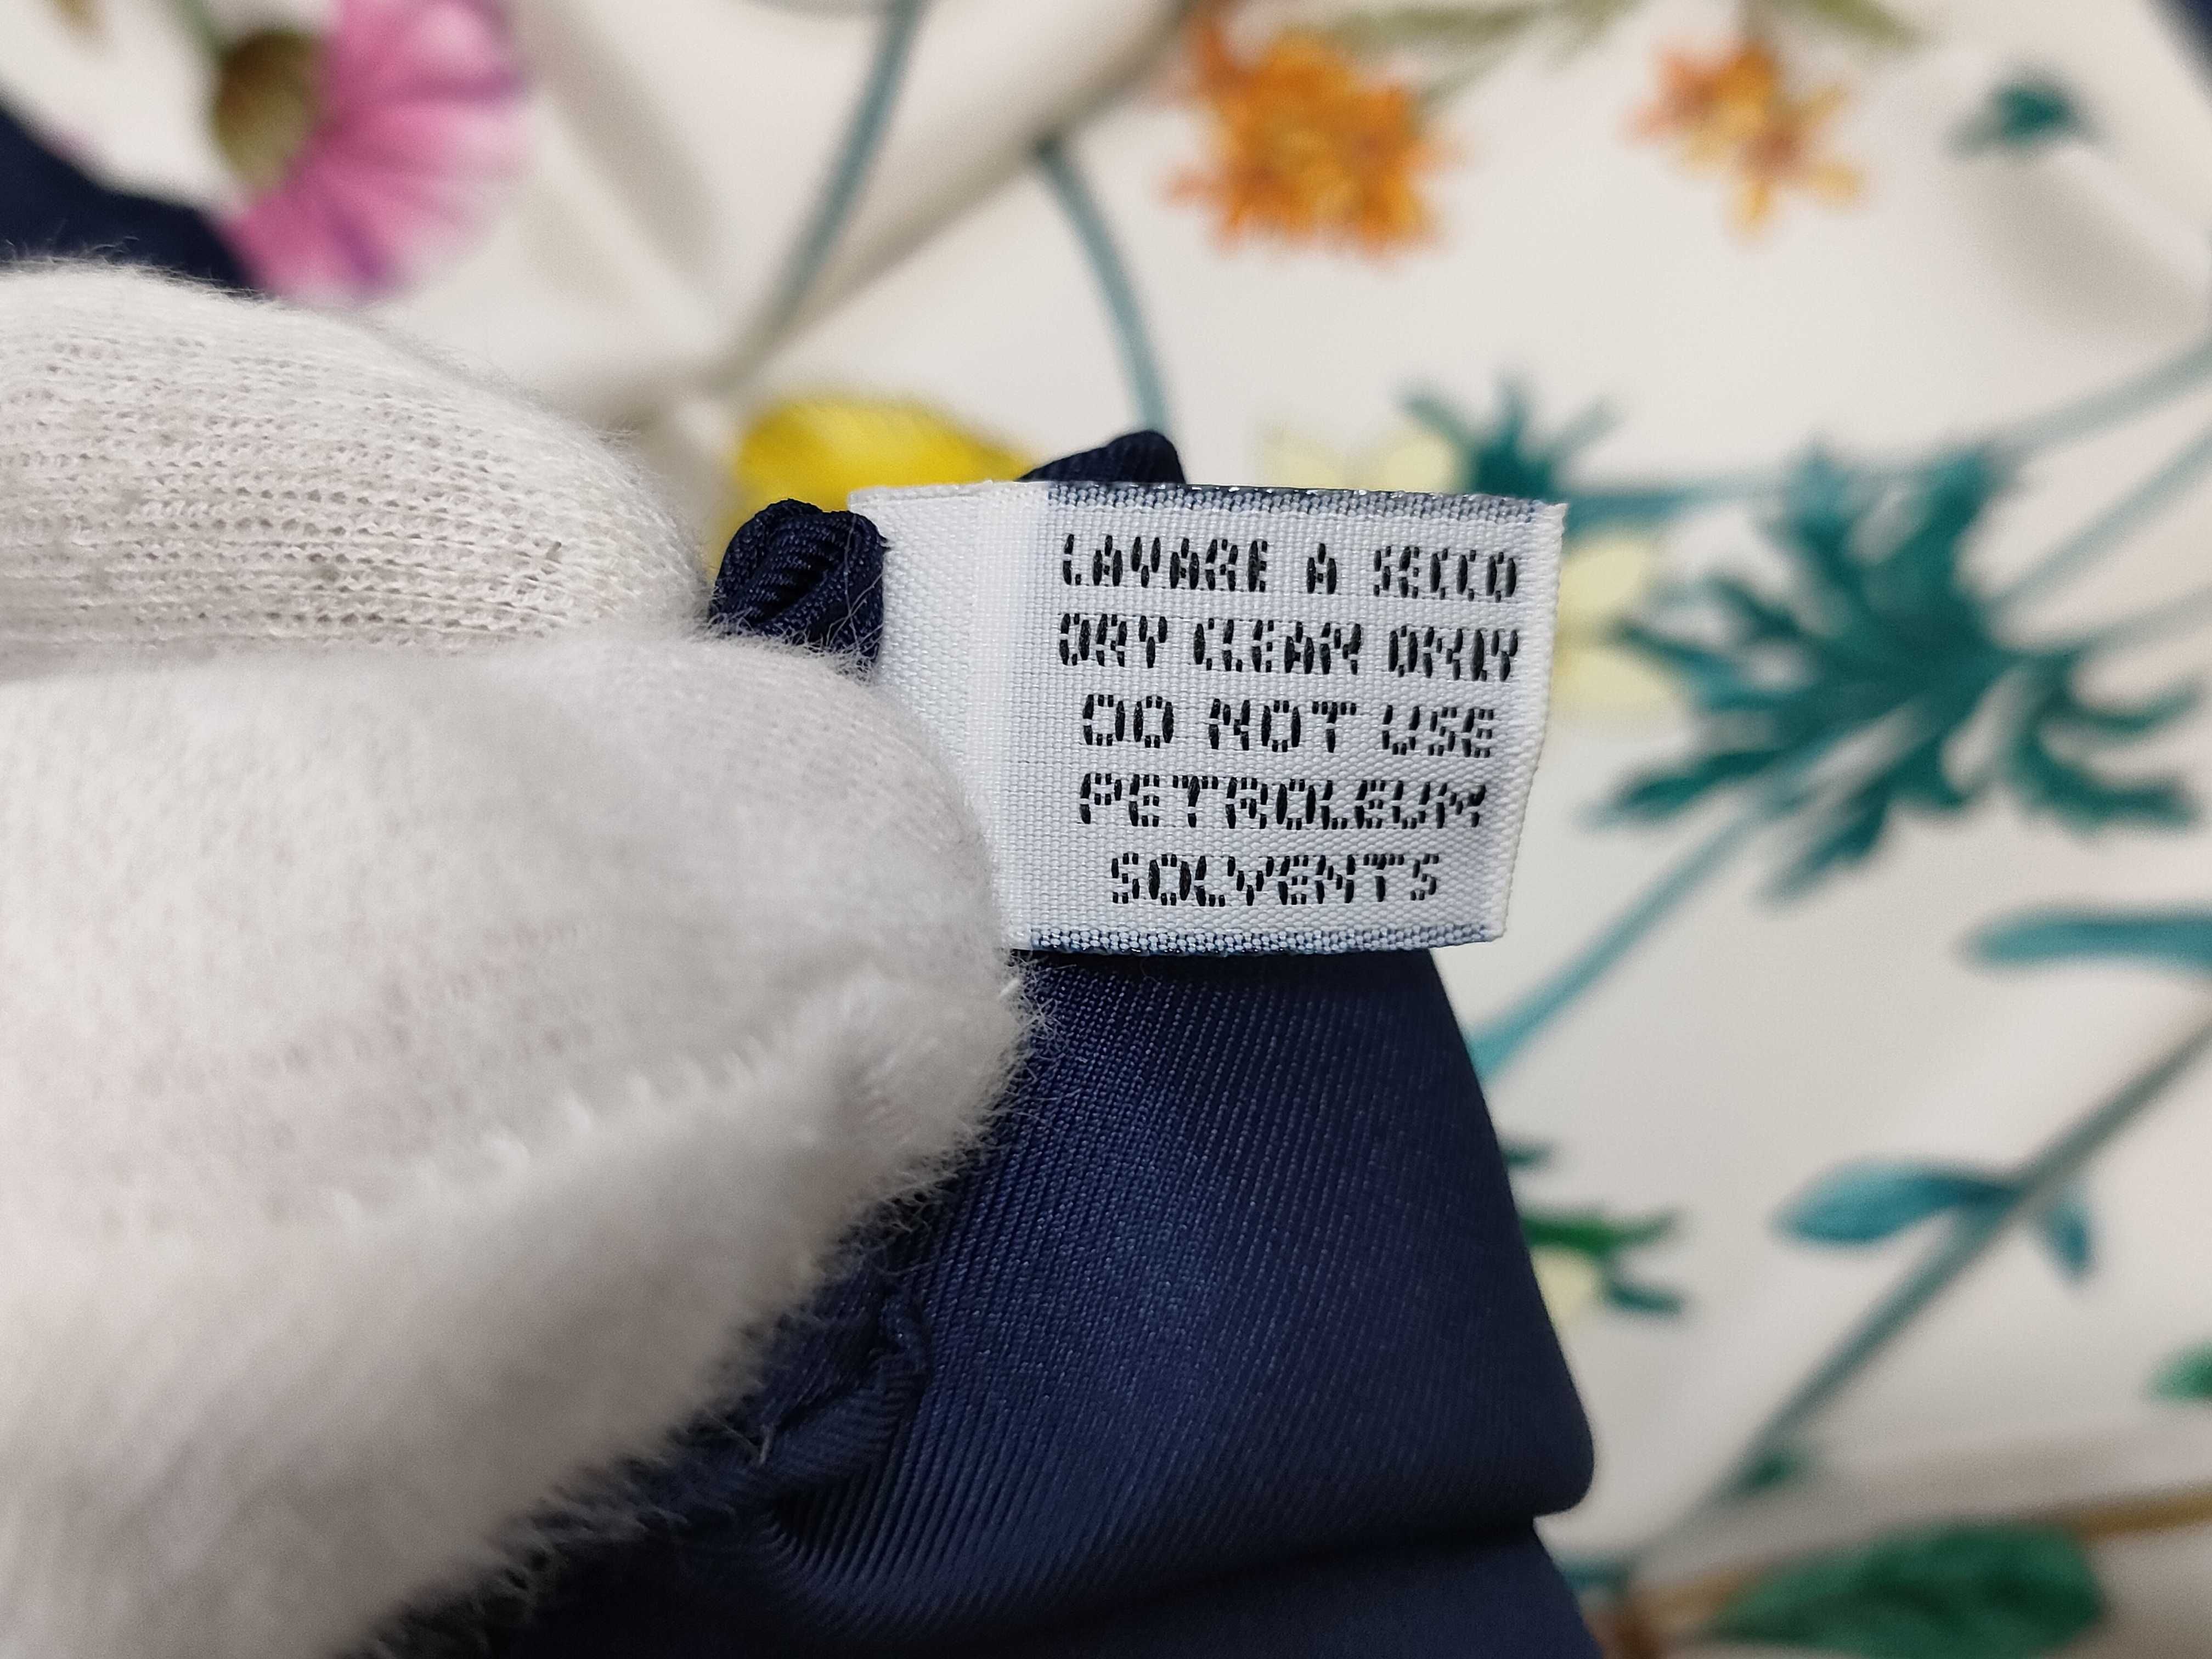 LAVARE A SECCO
DRY CLEAN ONLY
DO NOT USE
PETROLEUM
SOLVENTS